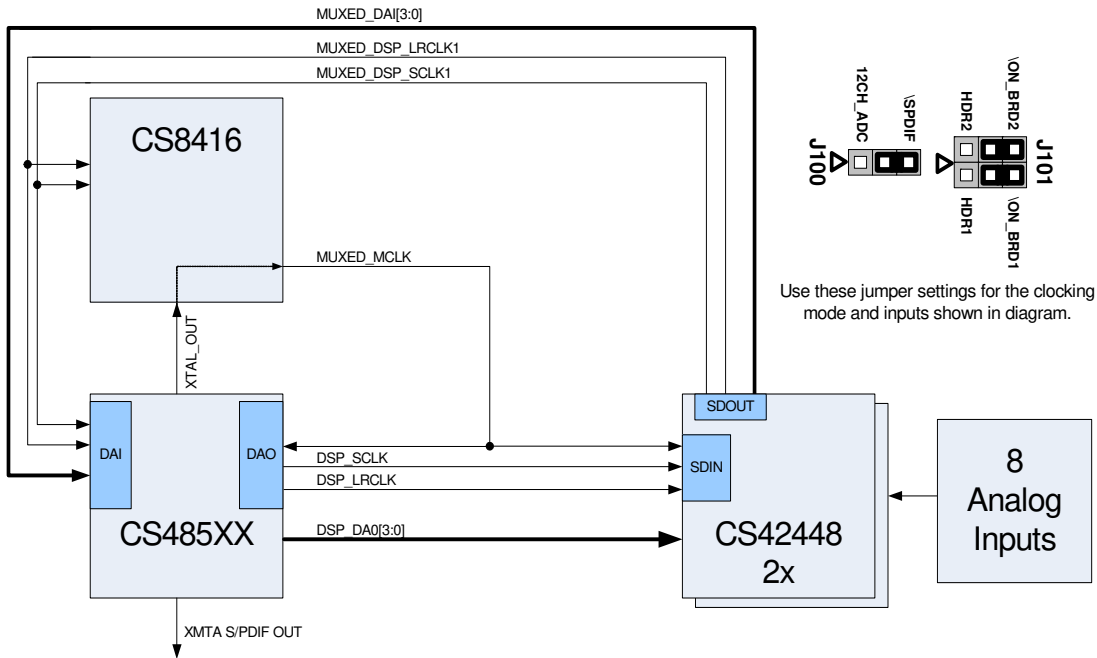 MUXED_DAI[3:0]
MUXED_DSP_LRCLK1
MUXED_DSP_SCLK1
CS8416
12CH_ADC
\SPDIF
J100
HDR2
\ON_BRD2
J101
HDR1
\ON_BRD1
Use these jumper settings for the clocking
mode and inputs shown in diagram.
MUXED_MCLK
XTAL_OUT
DAI
DAO
CS485XX
DSP_SCLK
DSP_LRCLK
DSP_DA0[3:0]
SDOUT
SDIN
CS42448
2x
8
Analog
Inputs
XMTA S/PDIF OUT